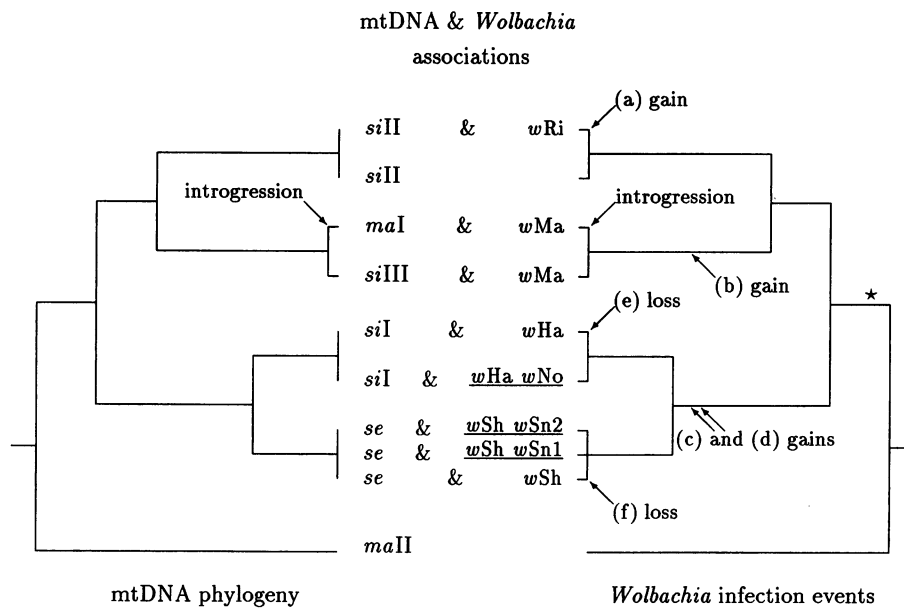 mtDNA & Wolbachia
associations
(a) gain
siII & wRi
siII
introgression
introgression
maI & wMa
siIII & wMa
(b) gain
(e) loss
siI & wHa
siI & wHa wNo
se & wSh wSn2
(c) and (d) gains
se & wSh wSn1
se & wSh
(f) loss
maII
mtDNA phylogeny
Wolbachia infection events